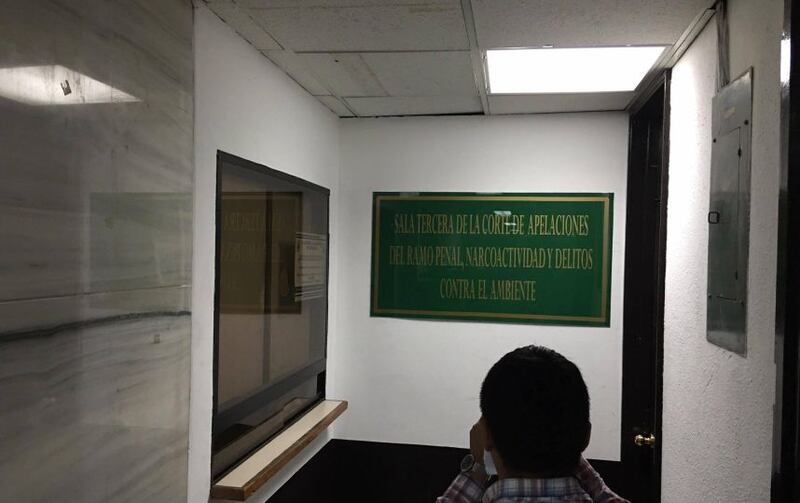 SALA TERCERA DE LA CORTE DE APELACIONES
DEL RAMO PENAL, NARCOACTIVIDAD Y DELITOS
CONTRA EL AMBIENTE